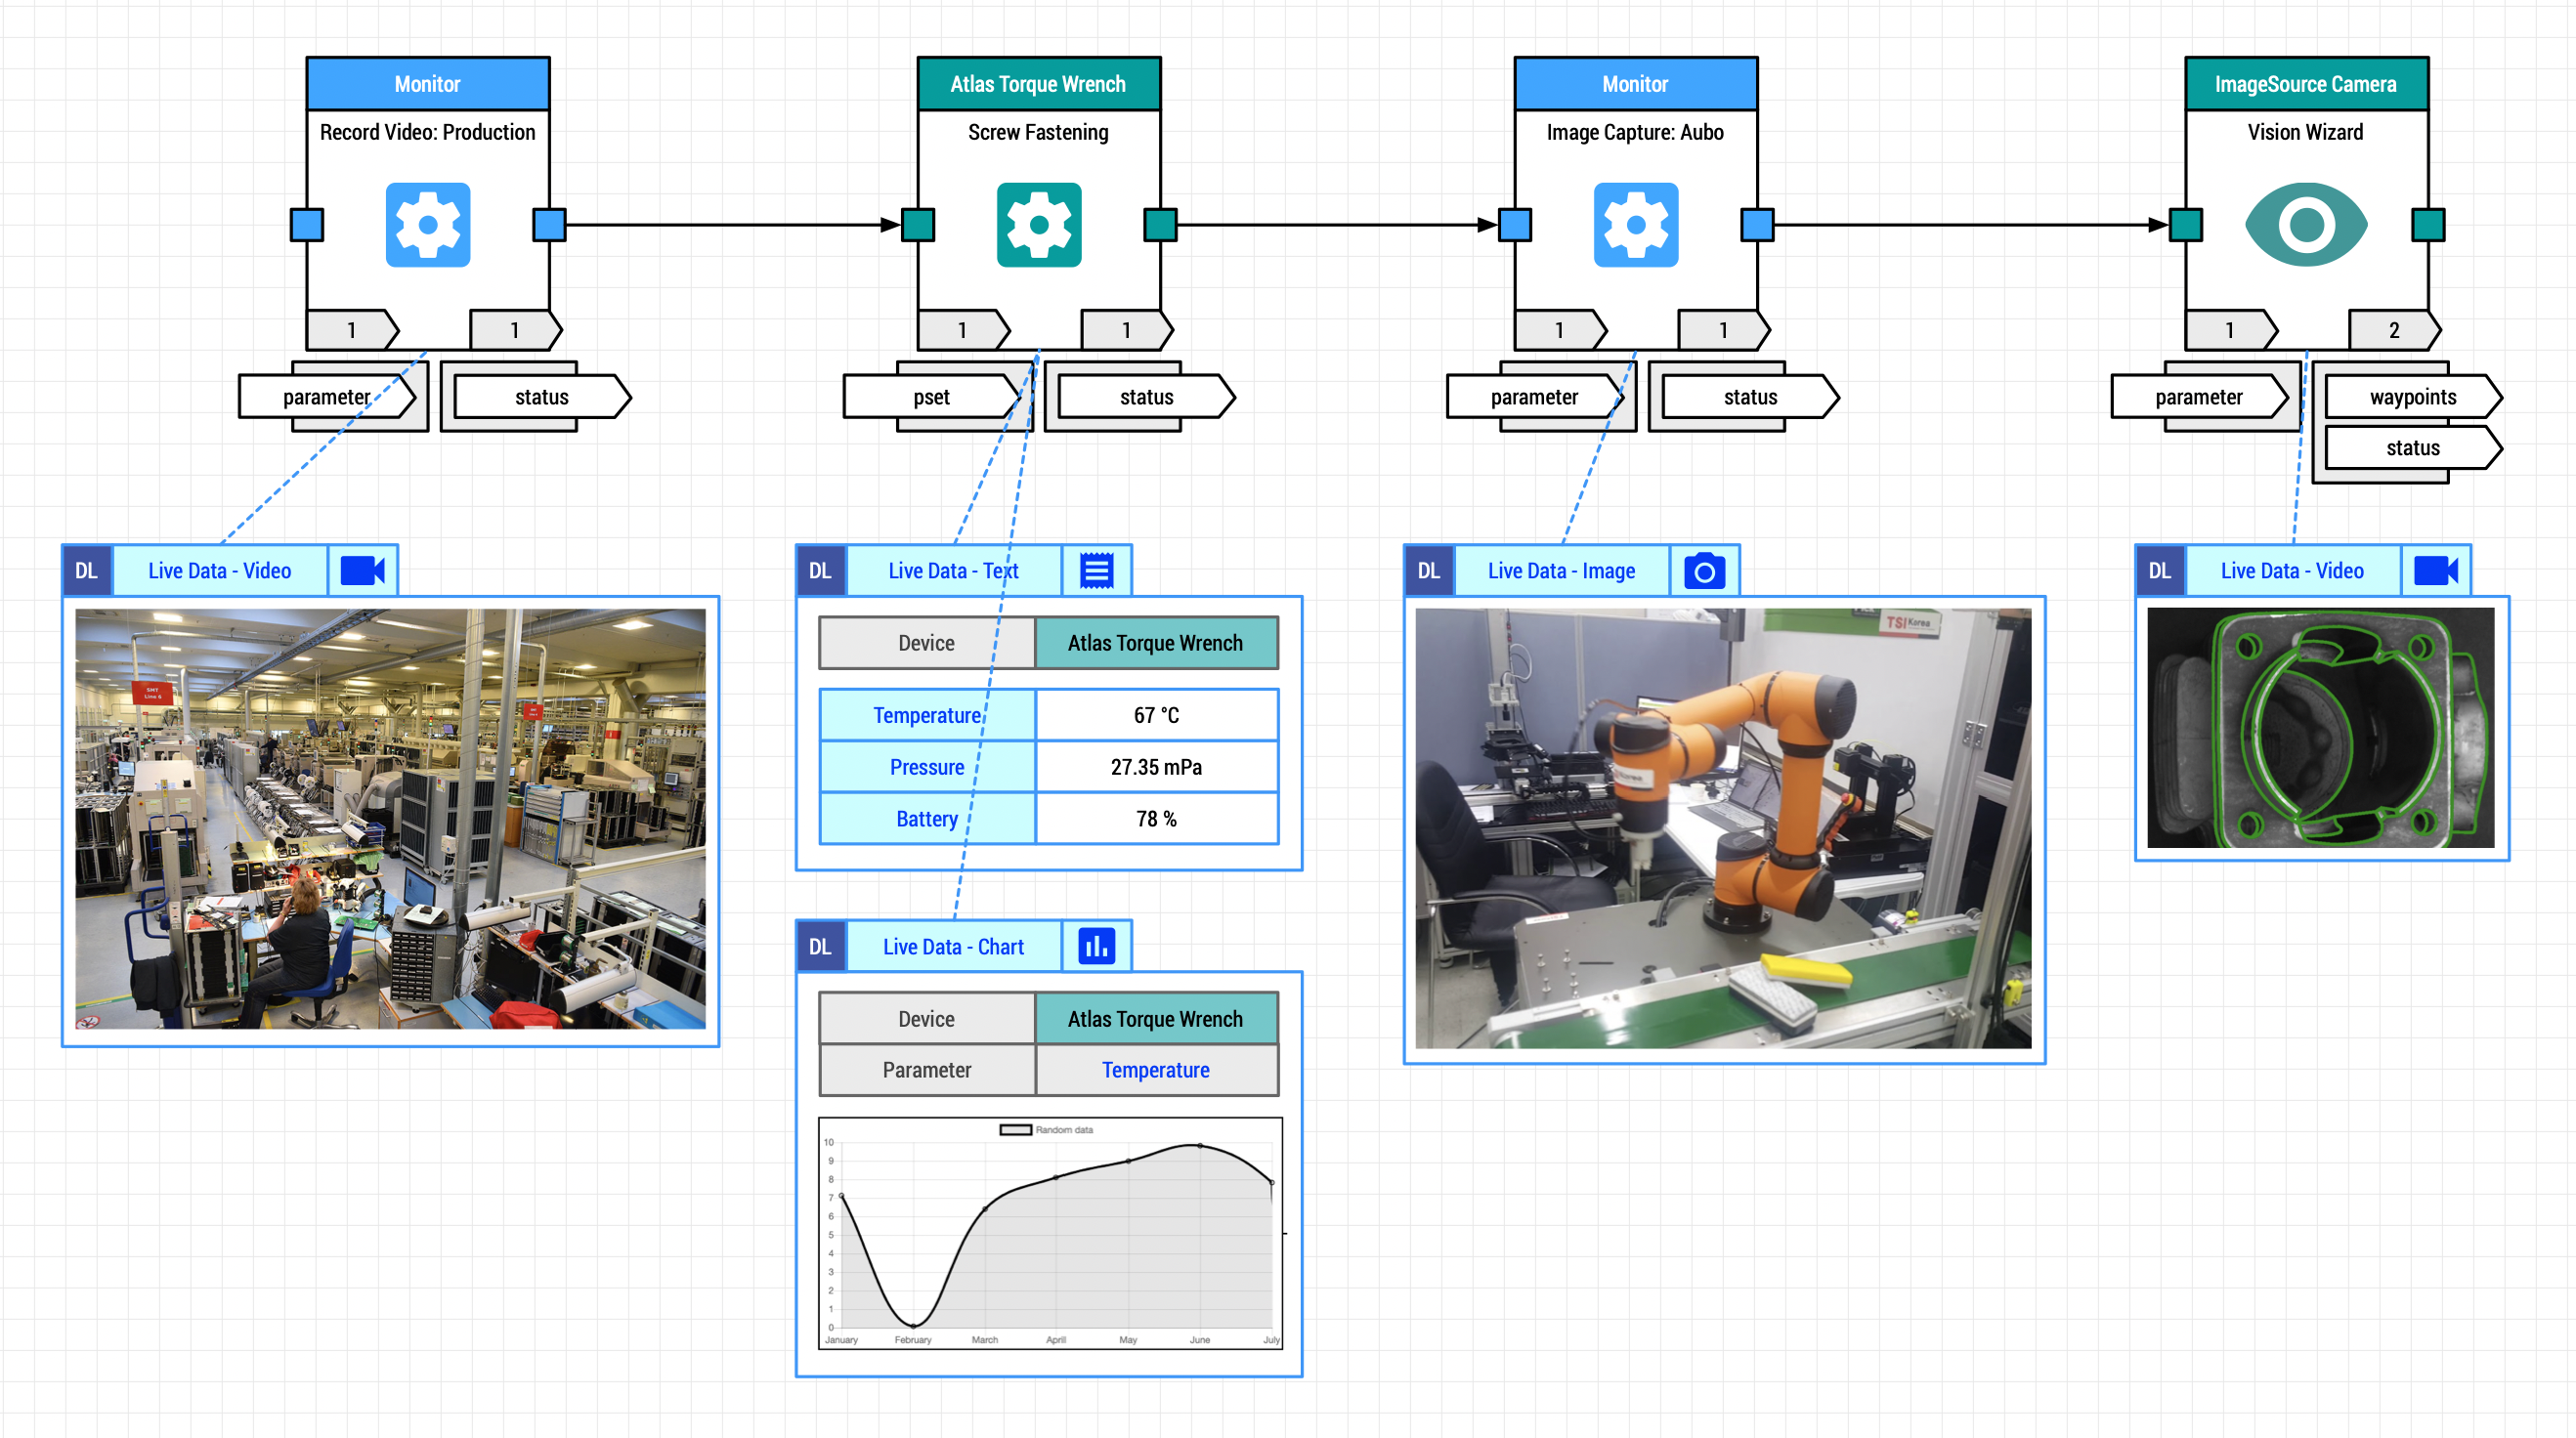 Monitor
Record Video: Production
1
1
parameter
status
Atlas Torque Wrench
Screw Fastening
1
1
pset
status
Monitor
Image Capture: Aubo
1
1
parameter
status
ImageSource Camera
Vision Wizard
1
2
parameter
waypoints
status
DL Live Data - Video
SMT
Line 6
DL Live Data - Text
Device Atlas Torque Wrench
Temperature 67 °C
Pressure 27.35 mPa
Battery 78 %
DL Live Data - Chart
Device Atlas Torque Wrench
Parameter Temperature
Random data
10
9
8
7
6
5
4
3
2
1
0
January February March April May June July
DL Live Data - Image
TSI Korea
Korea
DL Live Data - Video